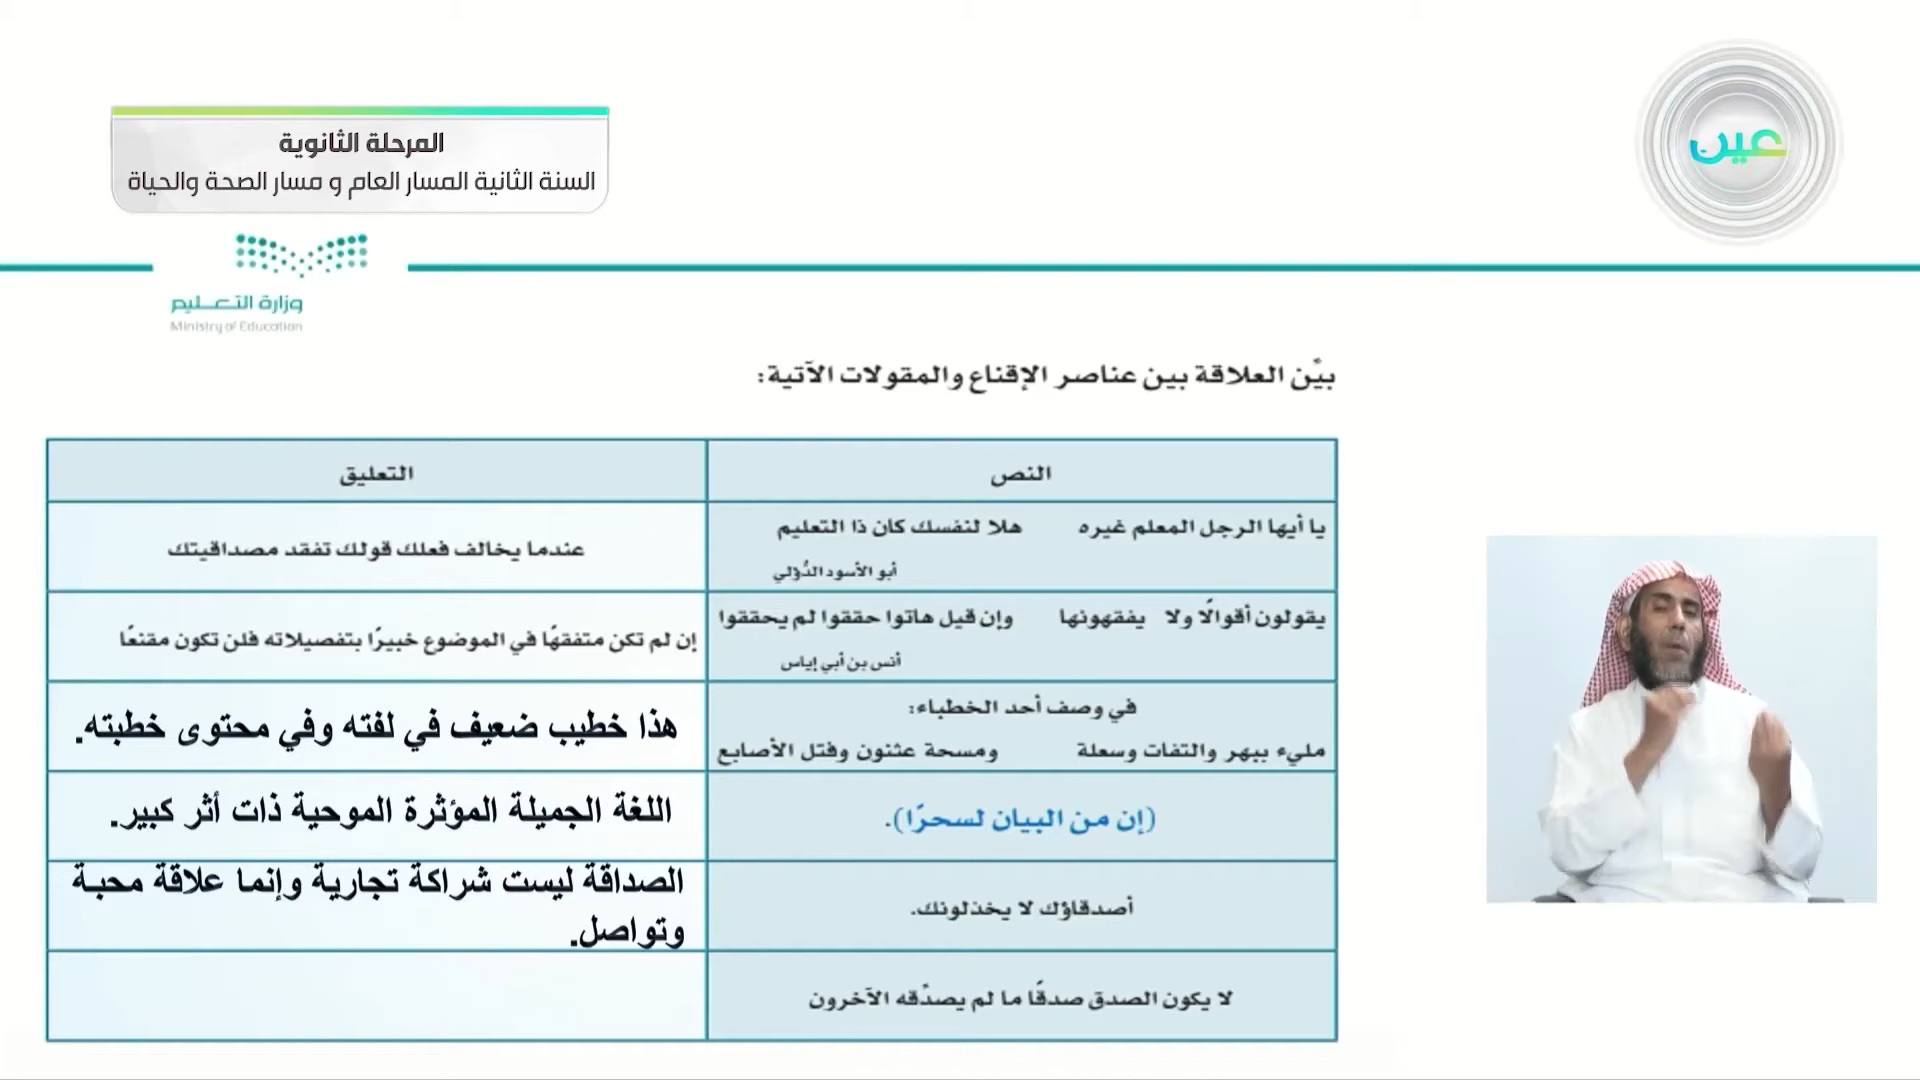 المرحلة الثانوية
السنة الثانية المسار العام و مسار الصحة والحياة
عين
وزارة التعليم
Ministry of Education
بيِّن العلاقة بين عناصر الإقناع والمقولات الآتية:
النص
التعليق
يا أيها الرجل المعلم غيره هلا لنفسك كان ذا التعليم
أبو الأسود الدُّؤلي
عندما يخالف فعلك قولك تفقد مصداقيتك
يقولون أقوالًا ولا يفقهونها وإن قيل هاتوا حققوا لم يحققوا
أنس بن أبي إياس
إن لم تكن متفقهًا في الموضوع خبيرًا بتفصيلاته فلن تكون مقنعًا
في وصف أحد الخطباء:
مليء ببهر والتفات وسعلة ومسحة عثنون وفتل الأصابع
هذا خطيب ضعيف في لغته وفي محتوى خطبته.
(إن من البيان لسحرًا).
اللغة الجميلة المؤثرة الموحية ذات أثر كبير.
أصدقاؤك لا يخذلونك.
الصداقة ليست شراكة تجارية وإنما علاقة محبة
وتواصل.
لا يكون الصدق صدقًا ما لم يصدِّقه الآخرون